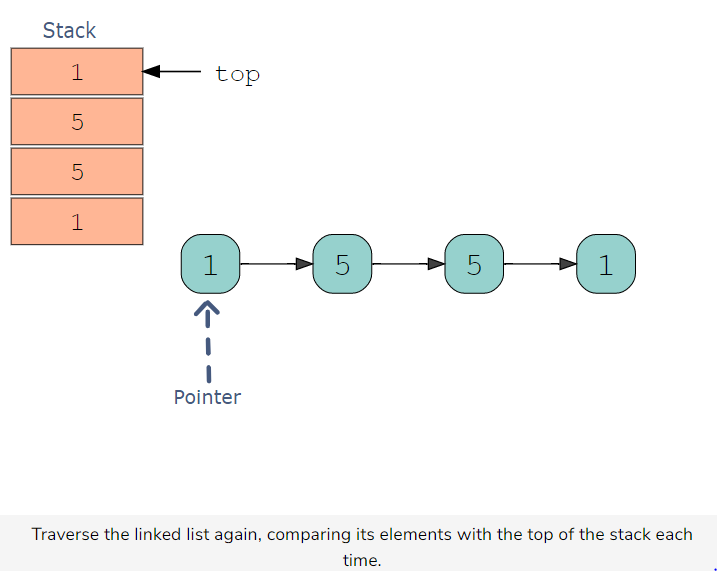 Stack
1
top
5
5
1
1 5 5 1
Pointer
Traverse the linked list again, comparing its elements with the top of the stack each
time.